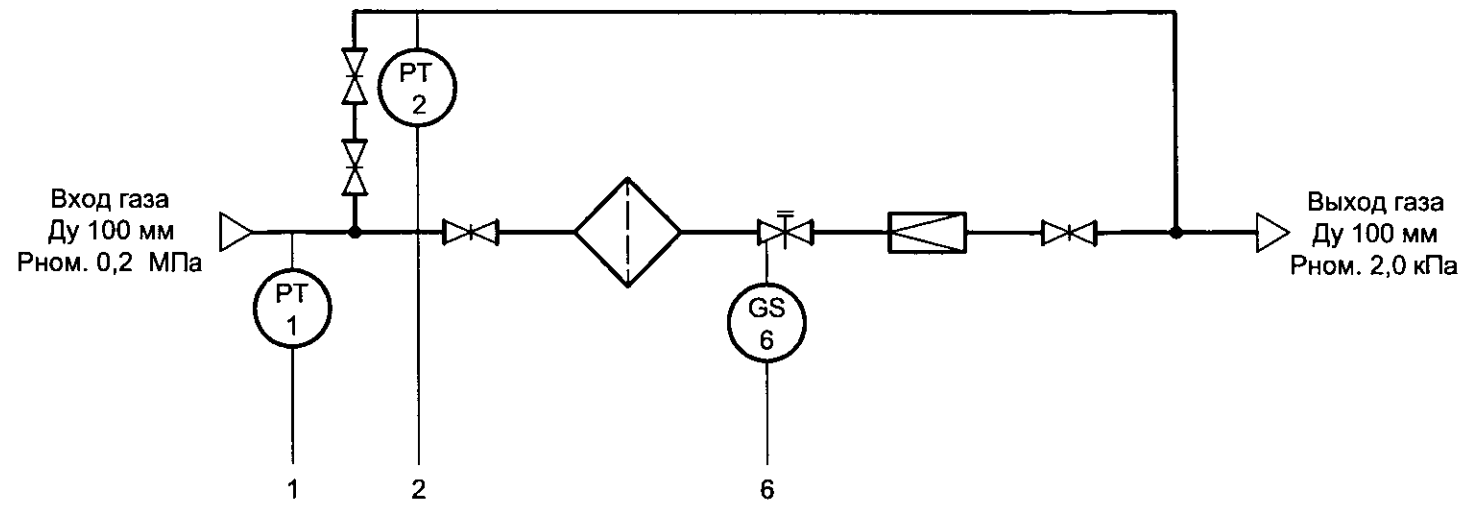 PT
2
Вход газа
Ду 100 мм
Рном. 0,2 МПа
PT
1
GS
6
Выход газа
Ду 100 мм
Рном. 2,0 кПа
1
2
6